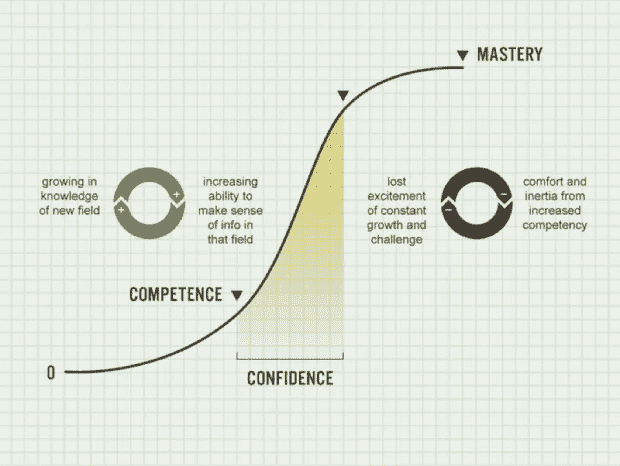 MASTERY
growing in
knowledge
of new field
+
+
increasing
ability to
make sense
of info in
that field
lost
excitement
of constant
growth and
challenge
–
–
comfort and
inertia from
increased
competency
COMPETENCE
0
CONFIDENCE